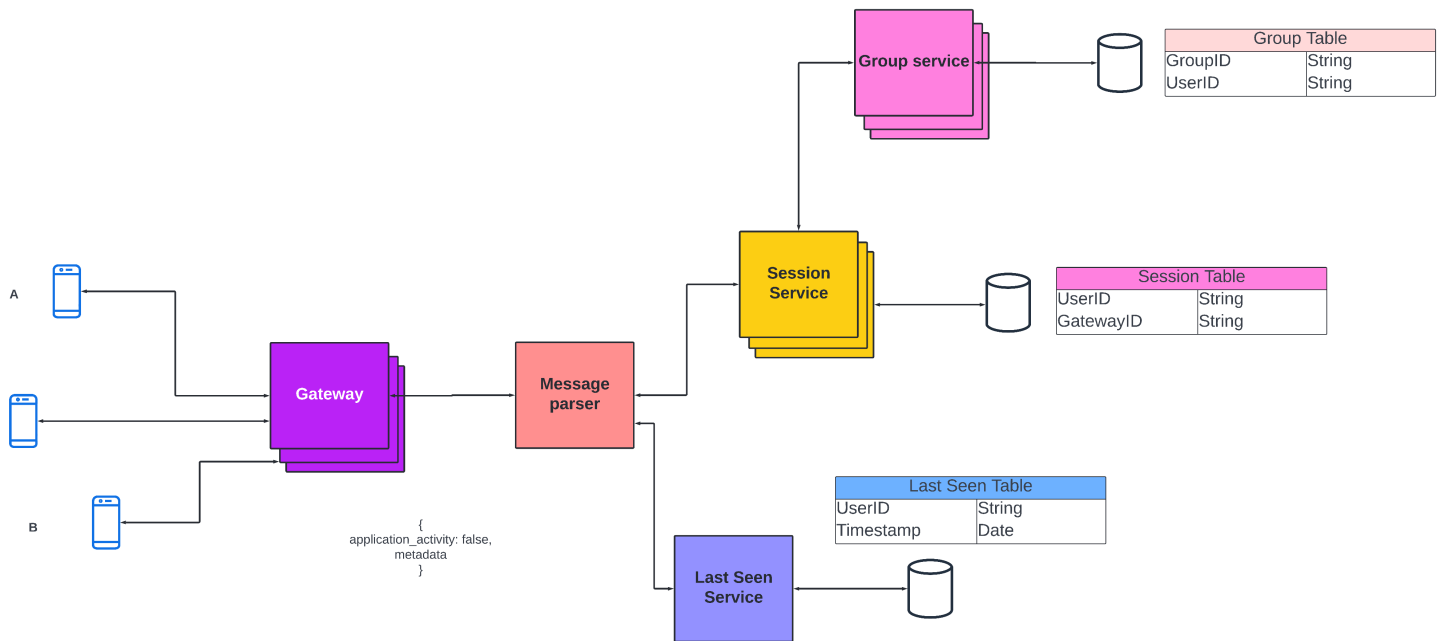 Group service
Group Table
GroupID String
UserID String
Session
Service
Session Table
UserID String
GatewayID String
A
Gateway
Message
parser
B
{
application_activity: false,
metadata
}
Last Seen Table
UserID String
Timestamp Date
Last Seen
Service